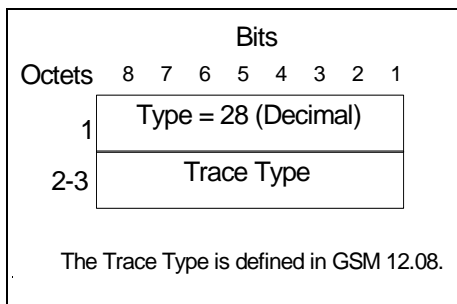 Bits
Octets 8 7 6 5 4 3 2 1
1 Type = 28 (Decimal)
2-3 Trace Type
The Trace Type is defined in GSM 12.08.
.